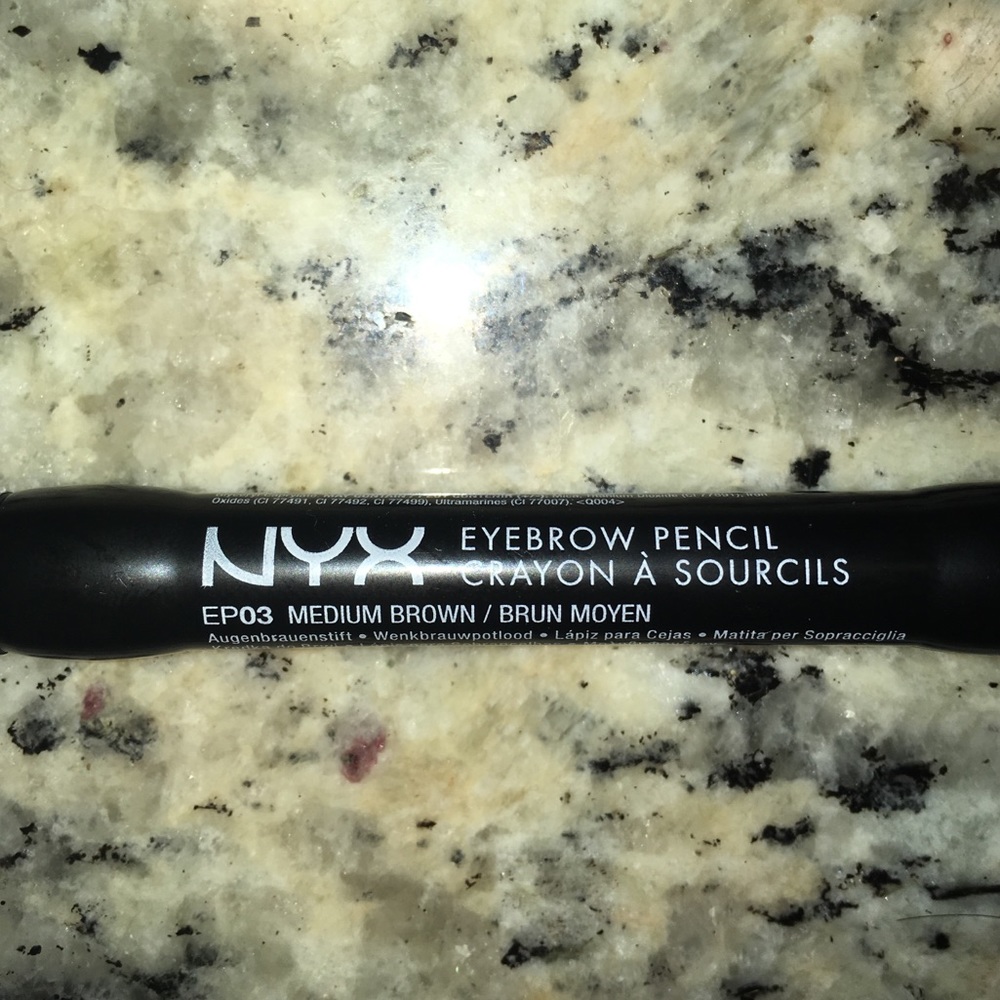 Oxides (CI 77491, CI 77492, CI 77499), Ultramarines (CI 77007). <Q004>
NYX EYEBROW PENCIL
CRAYON À SOURCILS
EP03 MEDIUM BROWN / BRUN MOYEN
Augenbrauenstift • Wenkbrauwpotlood • Lápiz para Cejas • Matita per Sopracciglia